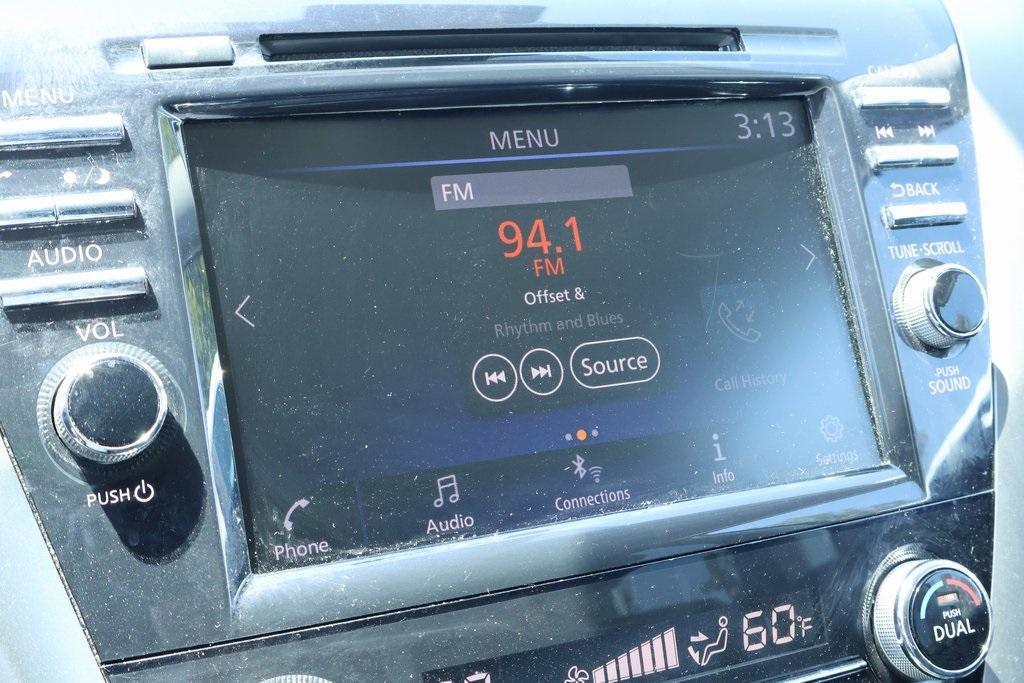 MENU
AUDIO
VOL
PUSH
MENU
3:13
FM
94.1
FM
Offset &
Rhythm and Blues
Source
Call History
Phone
Audio
Connections
Info
Settings
CAMERA
BACK
TUNE·SCROLL
PUSH
SOUND
60°F
PUSH
DUAL